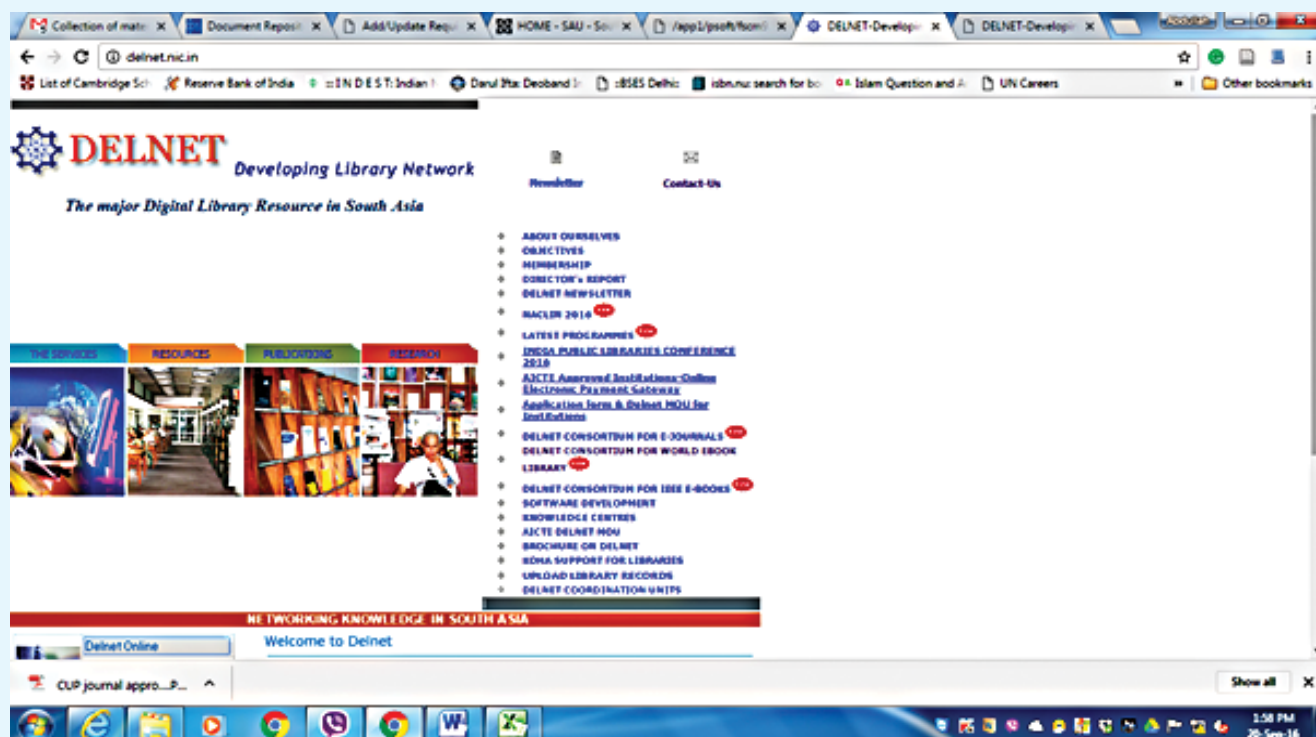 Collection of mate
Document Reposit
Add/Update Requ
HOME - SAU - Sou
/app1/psoft/fscm9
DELNET-Developin
DELNET-Developin
delnet.nic.in
List of Cambridge Sch
Reserve Bank of India
:::I N D E S T: Indian
Darul Ifta: Deoband
::BSES Delhi:
isbn.nu: search for bo
Islam Question and A
UN Careers
Other bookmarks
DELNET
Developing Library Network
The major Digital Library Resource in South Asia
Newsletter
Contact-Us
ABOUT OURSELVES
OBJECTIVES
MEMBERSHIP
DIRECTOR's REPORT
DELNET NEWSLETTER
NACLIN 2016
LATEST PROGRAMMES
INDIA PUBLIC LIBRARIES CONFERENCE
2016
AICTE Approved Institutions-Online
Electronic Payment Gateway
Application form & Delnet MOU for
Institutions
DELNET CONSORTIUM FOR E-JOURNALS
DELNET CONSORTIUM FOR WORLD EBOOK
LIBRARY
DELNET CONSORTIUM FOR IEEE E-BOOKS
SOFTWARE DEVELOPMENT
KNOWLEDGE CENTRES
AICTE DELNET MOU
BROCHURE ON DELNET
KOHA SUPPORT FOR LIBRARIES
UPLOAD LIBRARY RECORDS
DELNET COORDINATION UNITS
THE SERVICES
RESOURCES
PUBLICATIONS
RESEARCH
NETWORKING KNOWLEDGE IN SOUTH ASIA
Delnet Online
Welcome to Delnet
CUP journal appro...P...
Show all
1:58 PM
20-Sep-16